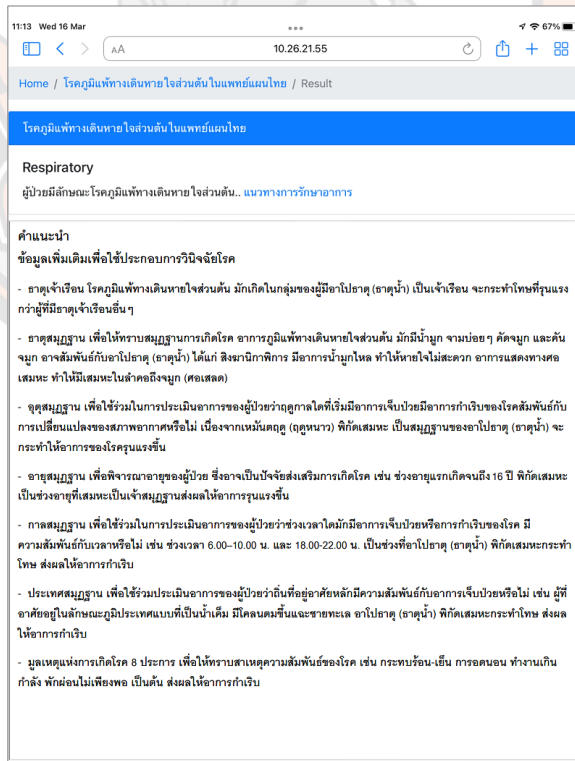 11:13 Wed 16 Mar
67%
AA
10.26.21.55
Home / โรคภูมิแพ้ทางเดินหายใจส่วนต้นในแพทย์แผนไทย / Result
โรคภูมิแพ้ทางเดินหายใจส่วนต้นในแพทย์แผนไทย
Respiratory
ผู้ป่วยมีลักษณะโรคภูมิแพ้ทางเดินหายใจส่วนต้น.. แนวทางการรักษาอาการ
คำแนะนำ
ข้อมูลเพิ่มเติมเพื่อใช้ประกอบการวินิจฉัยโรค
- ธาตุเจ้าเรือน โรคภูมิแพ้ทางเดินหายใจส่วนต้น มักเกิดในกลุ่มของผู้มีอาโปธาตุ (ธาตุน้ำ) เป็นเจ้าเรือน จะกระทำโทษที่รุนแรง
กว่าผู้ที่มีธาตุเจ้าเรือนอื่น ๆ
- ธาตุสมุฏฐาน เพื่อให้ทราบสมุฏฐานการเกิดโรค อาการภูมิแพ้ทางเดินหายใจส่วนต้น มักมีน้ำมูก จามบ่อย ๆ คัดจมูก และคัน
จมูก อาจสัมพันธ์กับอาโปธาตุ (ธาตุน้ำ) ได้แก่ สิงฆานิกาพิการ มีอาการน้ำมูกไหล ทำให้หายใจไม่สะดวก อาการแสดงทางศอ
เสมหะ ทำให้มีเสมหะในลำคอถึงจมูก (ศอเสลด)
- อุตุสมุฏฐาน เพื่อใช้ร่วมในการประเมินอาการของผู้ป่วยว่าฤดูกาลใดที่เริ่มมีอาการเจ็บป่วยมีอาการกำเริบของโรคสัมพันธ์กับ
การเปลี่ยนแปลงของสภาพอากาศหรือไม่ เนื่องจากเหมันตฤดู (ฤดูหนาว) พิกัดเสมหะ เป็นสมุฏฐานของอาโปธาตุ (ธาตุน้ำ) จะ
กระทำให้อาการของโรครุนแรงขึ้น
- อายุสมุฏฐาน เพื่อพิจารณาอายุของผู้ป่วย ซึ่งอาจเป็นปัจจัยส่งเสริมการเกิดโรค เช่น ช่วงอายุแรกเกิดจนถึง 16 ปี พิกัดเสมหะ
เป็นช่วงอายุที่เสมหะเป็นเจ้าสมุฏฐานส่งผลให้อาการรุนแรงขึ้น
- กาลสมุฏฐาน เพื่อใช้ร่วมในการประเมินอาการของผู้ป่วยว่าช่วงเวลาใดมักมีอาการเจ็บป่วยหรือการกำเริบของโรค มี
ความสัมพันธ์กับเวลาหรือไม่ เช่น ช่วงเวลา 6.00–10.00 น. และ 18.00-22.00 น. เป็นช่วงที่อาโปธาตุ (ธาตุน้ำ) พิกัดเสมหะกระทำ
โทษ ส่งผลให้อาการกำเริบ
- ประเทศสมุฏฐาน เพื่อใช้ร่วมประเมินอาการของผู้ป่วยว่าถิ่นที่อยู่อาศัยหลักมีความสัมพันธ์กับอาการเจ็บป่วยหรือไม่ เช่น ผู้ที่
อาศัยอยู่ในลักษณะภูมิประเทศแบบที่เป็นน้ำเค็ม มีโคลนตมชื้นแฉะชายทะเล อาโปธาตุ (ธาตุน้ำ) พิกัดเสมหะกระทำโทษ ส่งผล
ให้อาการกำเริบ
- มูลเหตุแห่งการเกิดโรค 8 ประการ เพื่อให้ทราบสาเหตุความสัมพันธ์ของโรค เช่น กระทบร้อน-เย็น การอดนอน ทำงานเกิน
กำลัง พักผ่อนไม่เพียงพอ เป็นต้น ส่งผลให้อาการกำเริบ